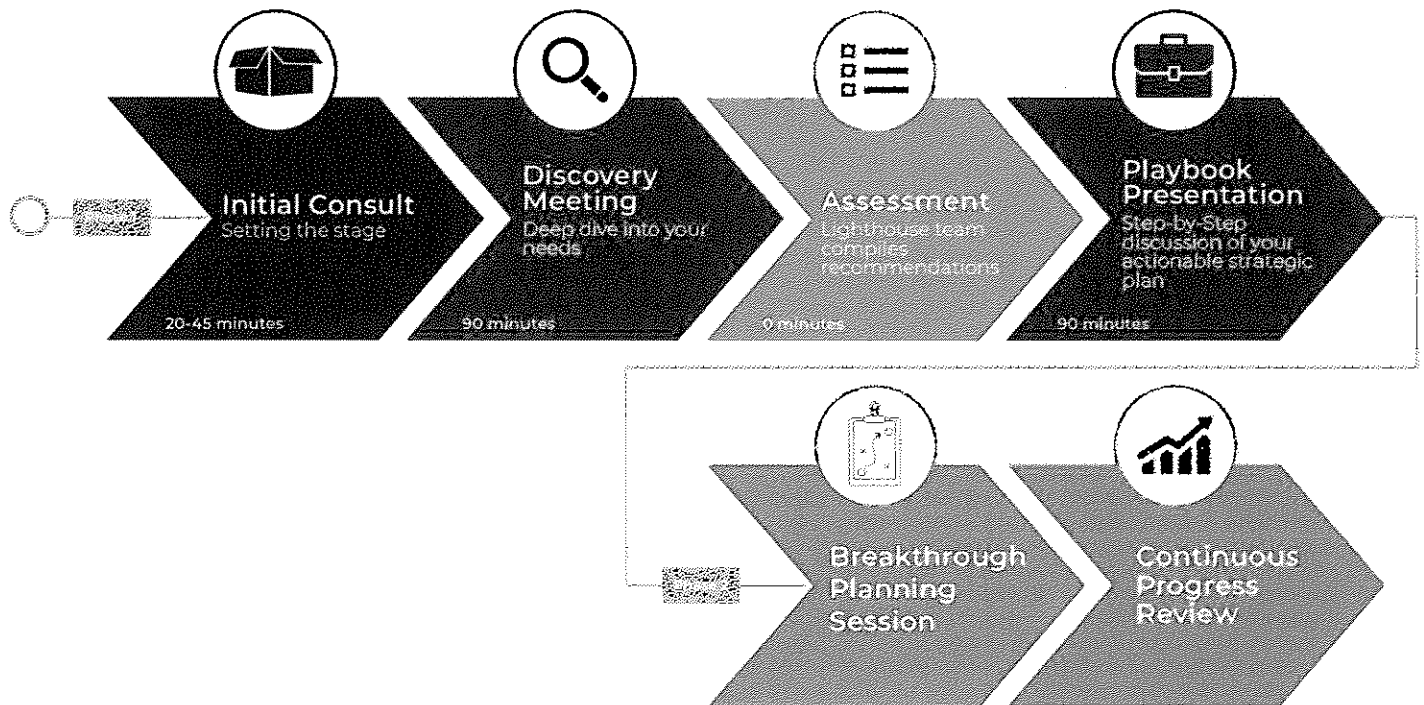 Initial Consult
Setting the stage
20-45 minutes
Discovery
Meeting
Deep dive into your
needs
90 minutes
Assessment
Lighthouse team
compiles
recommendations
0 minutes
Playbook
Presentation
Step-by-Step
discussion of your
actionable strategic
plan
90 minutes
Breakthrough
Planning
Session
Continuous
Progress
Review